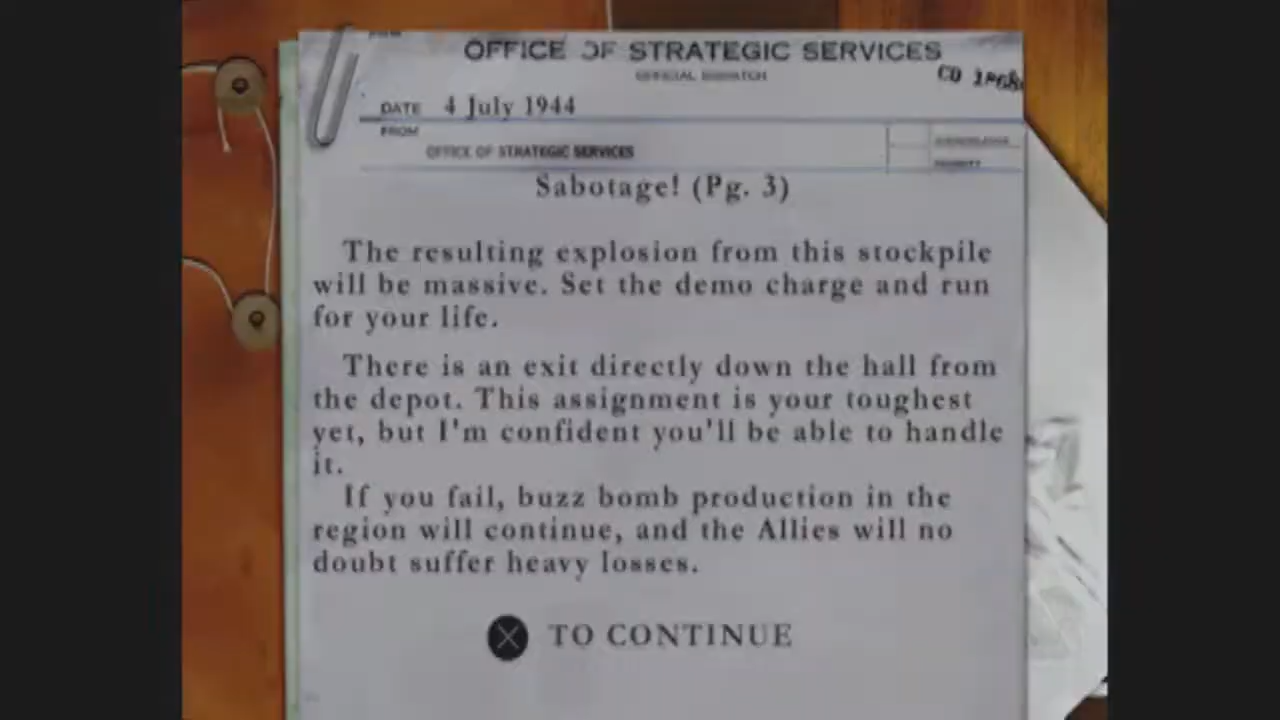 OFFICE OF STRATEGIC SERVICES
OFFICIAL DISPATCH
DATE 4 July 1944
FROM
OFFICE OF STRATEGIC SERVICES
PRIORITY
Sabotage! (Pg. 3)
The resulting explosion from this stockpile
will be massive. Set the demo charge and run
for your life.
There is an exit directly down the hall from
the depot. This assignment is your toughest
yet, but I'm confident you'll be able to handle
it.
If you fail, buzz bomb production in the
region will continue, and the Allies will no
doubt suffer heavy losses.
TO CONTINUE